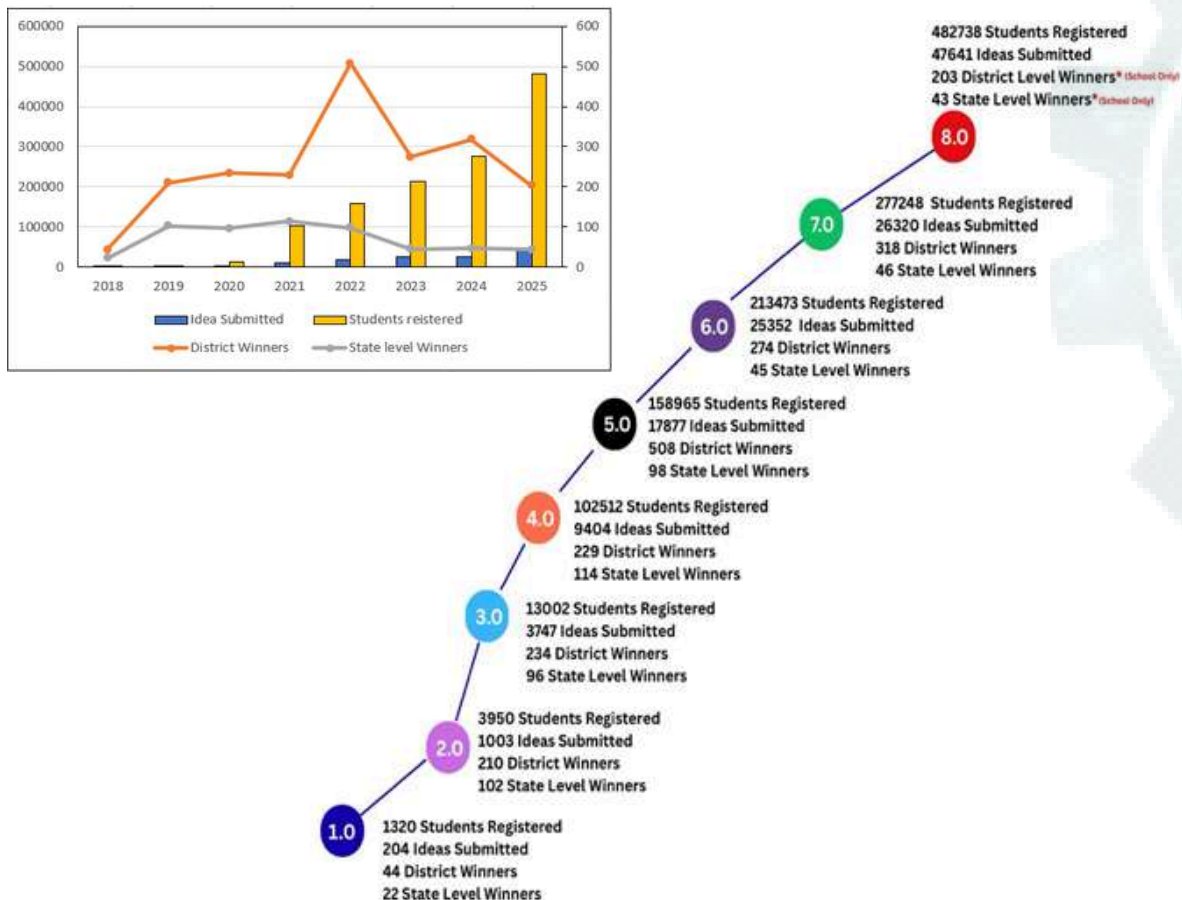 600000
500000
400000
300000
200000
100000
0
600
500
400
300
200
100
0
2018 2019 2020 2021 2022 2023 2024 2025
Idea Submitted Students reistered
District Winners State level Winners
482738 Students Registered
47641 Ideas Submitted
203 District Level Winners* (School Only)
43 State Level Winners* (School Only)
8.0
277248 Students Registered
26320 Ideas Submitted
318 District Winners
46 State Level Winners
7.0
213473 Students Registered
25352 Ideas Submitted
274 District Winners
45 State Level Winners
6.0
158965 Students Registered
17877 Ideas Submitted
508 District Winners
98 State Level Winners
5.0
102512 Students Registered
9404 Ideas Submitted
229 District Winners
114 State Level Winners
4.0
13002 Students Registered
3747 Ideas Submitted
234 District Winners
96 State Level Winners
3.0
3950 Students Registered
1003 Ideas Submitted
210 District Winners
102 State Level Winners
2.0
1320 Students Registered
204 Ideas Submitted
44 District Winners
22 State Level Winners
1.0